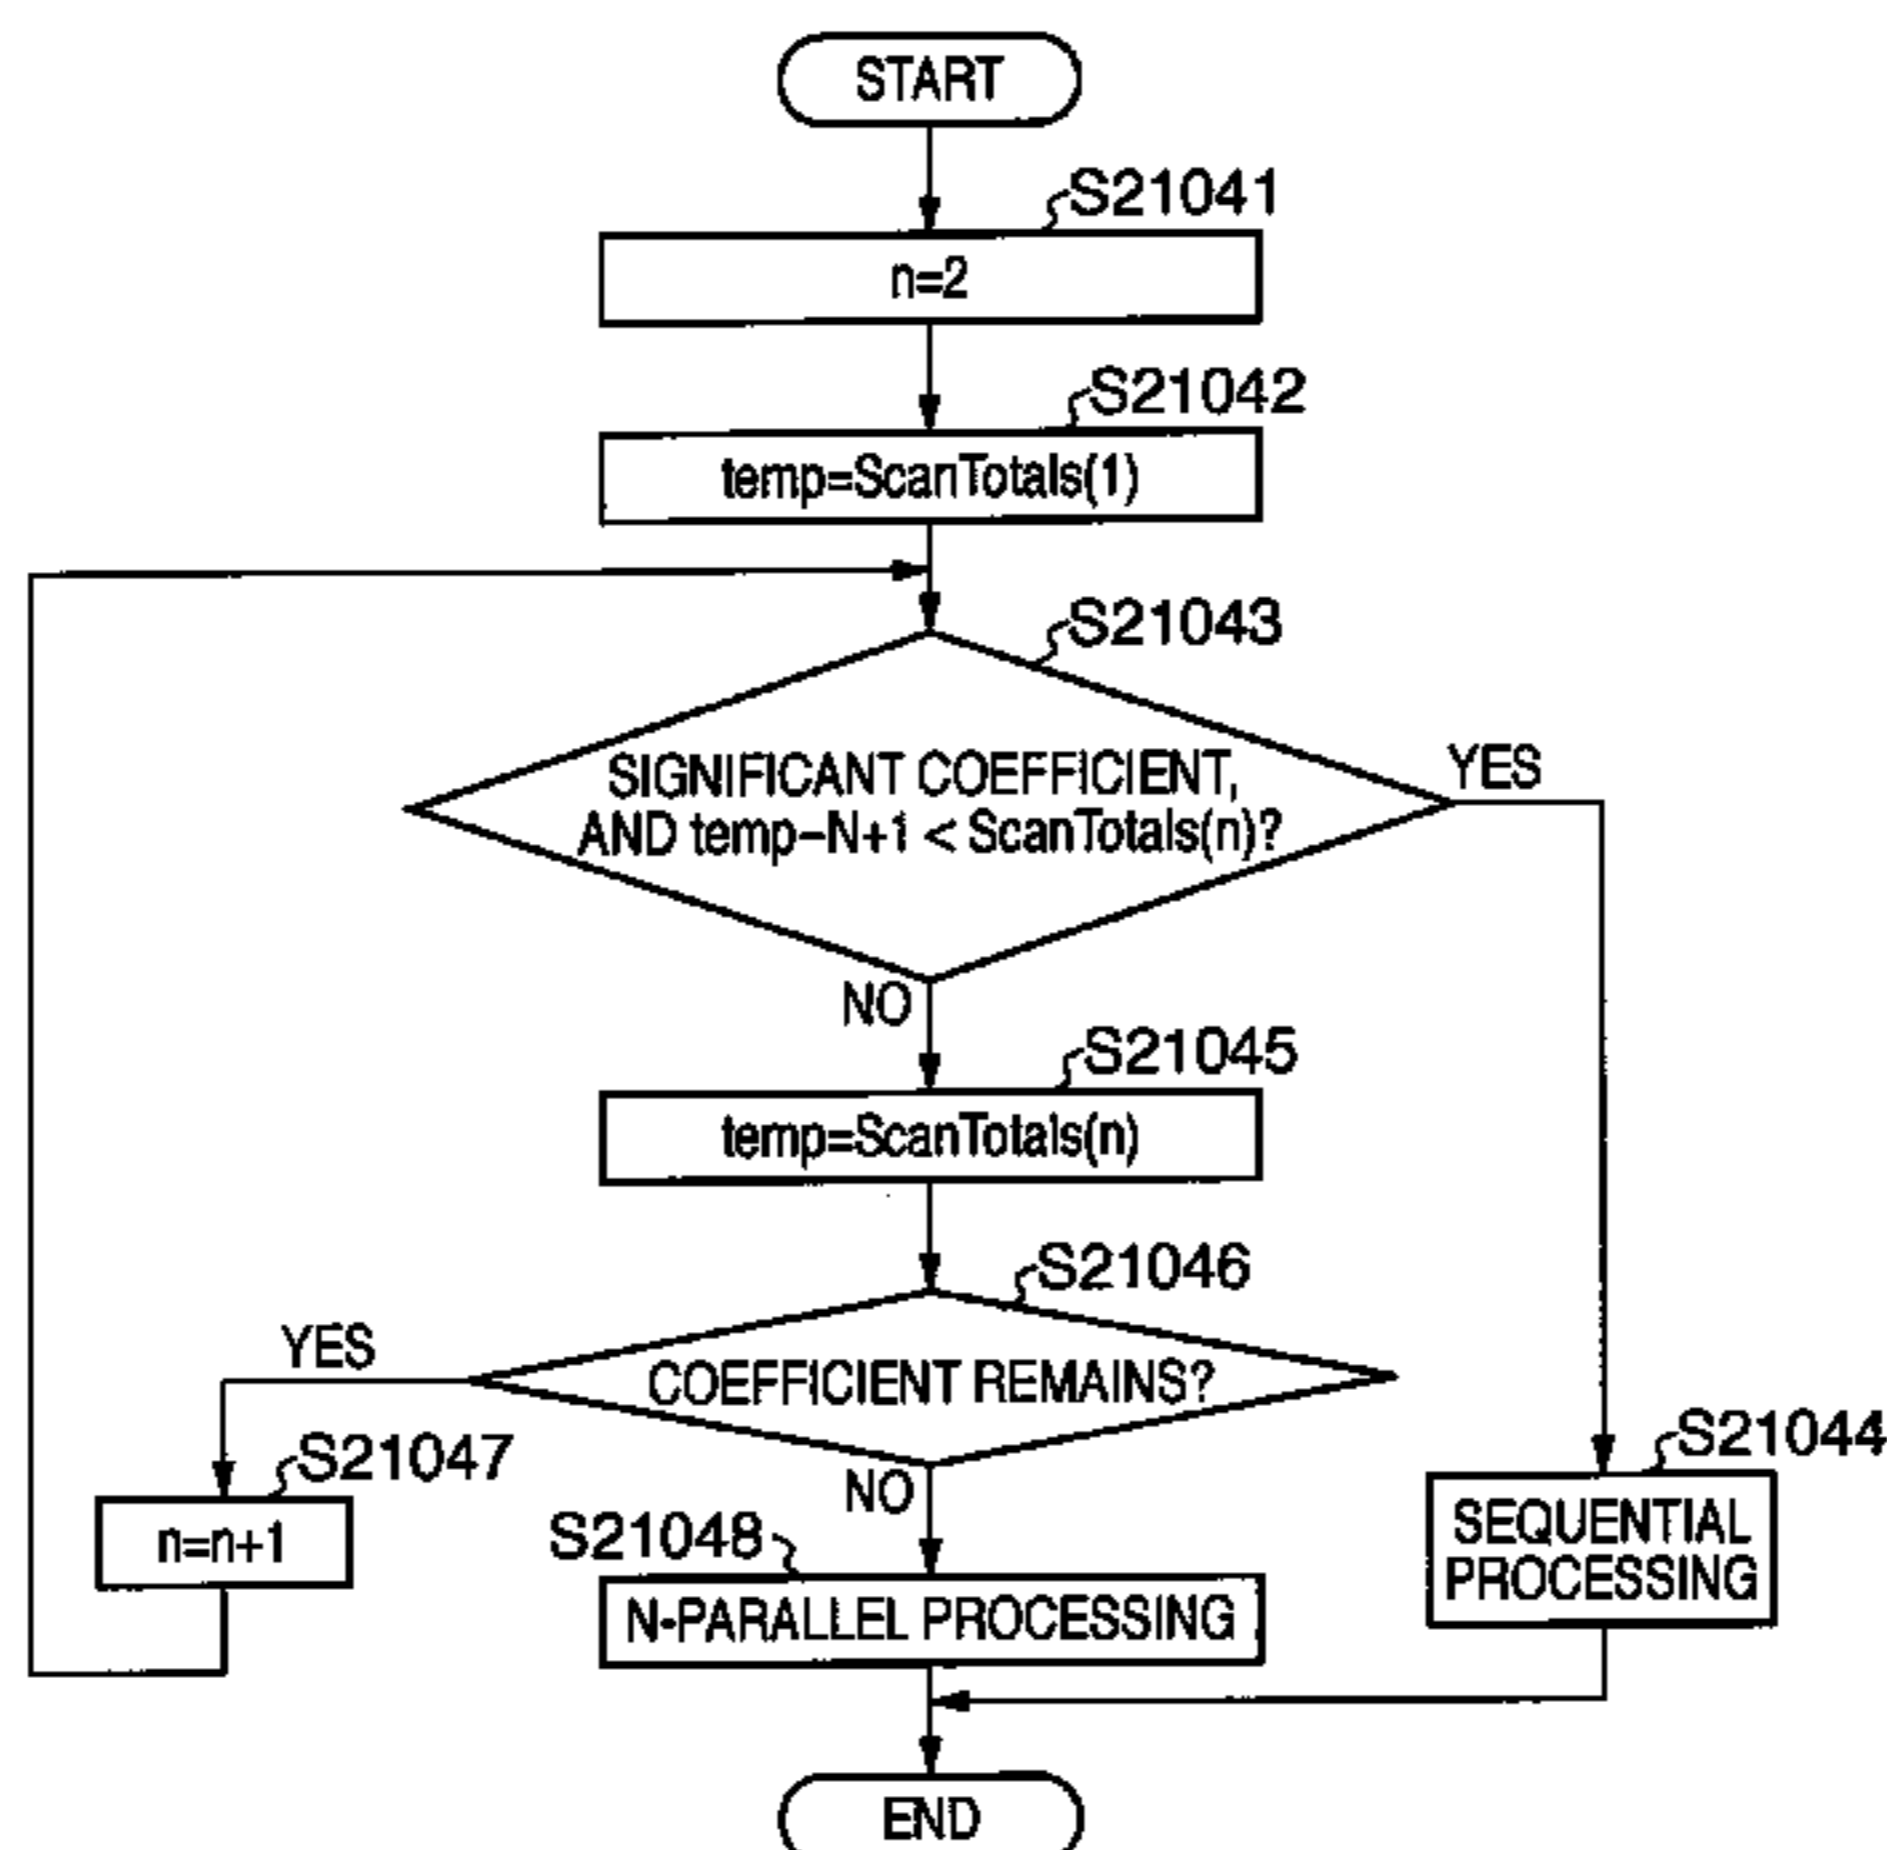 START
S21041
n=2
S21042
temp=ScanTotals(1)
S21043
SIGNIFICANT COEFFICIENT,
AND temp-N+1 < ScanTotals(n)?
YES
NO
S21045
temp=ScanTotals(n)
S21046
COEFFICIENT REMAINS?
YES
NO
S21047
n=n+1
S21048
N-PARALLEL PROCESSING
S21044
SEQUENTIAL
PROCESSING
END